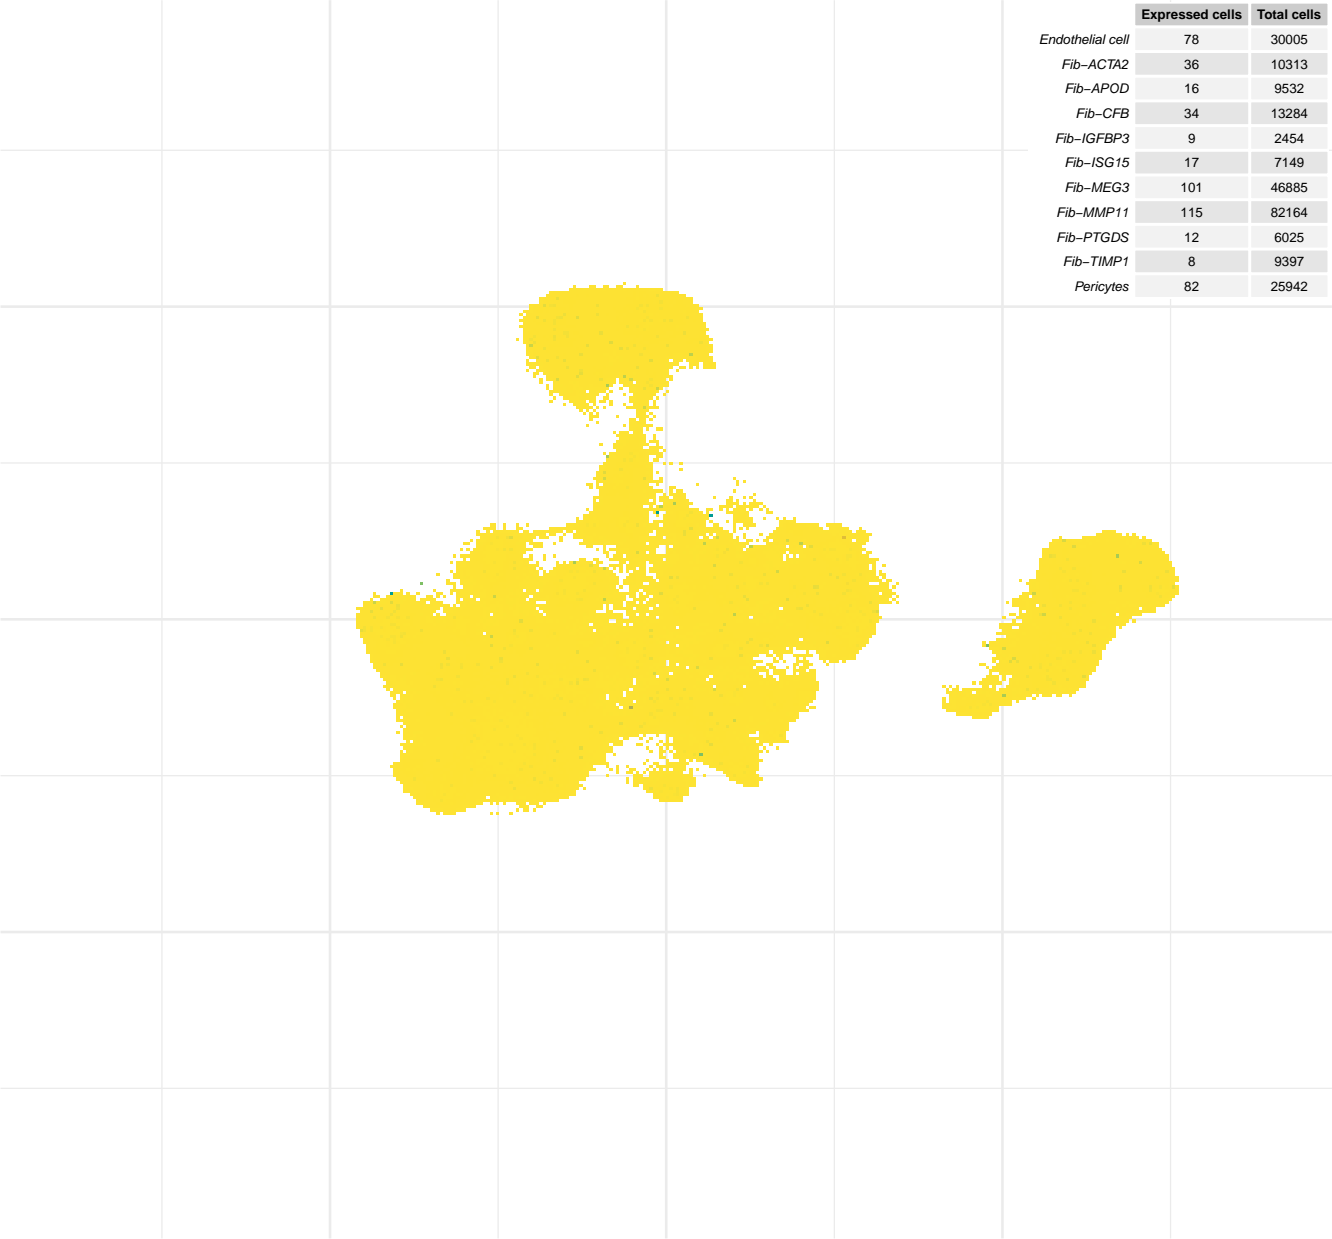 Expressed cells Total cells
Endothelial cell 78 30005
Fib−ACTA2 36 10313
Fib−APOD 16 9532
Fib−CFB 34 13284
Fib−IGFBP3 9 2454
Fib−ISG15 17 7149
Fib−MEG3 101 46885
Fib−MMP11 115 82164
Fib−PTGDS 12 6025
Fib−TIMP1 8 9397
Pericytes 82 25942